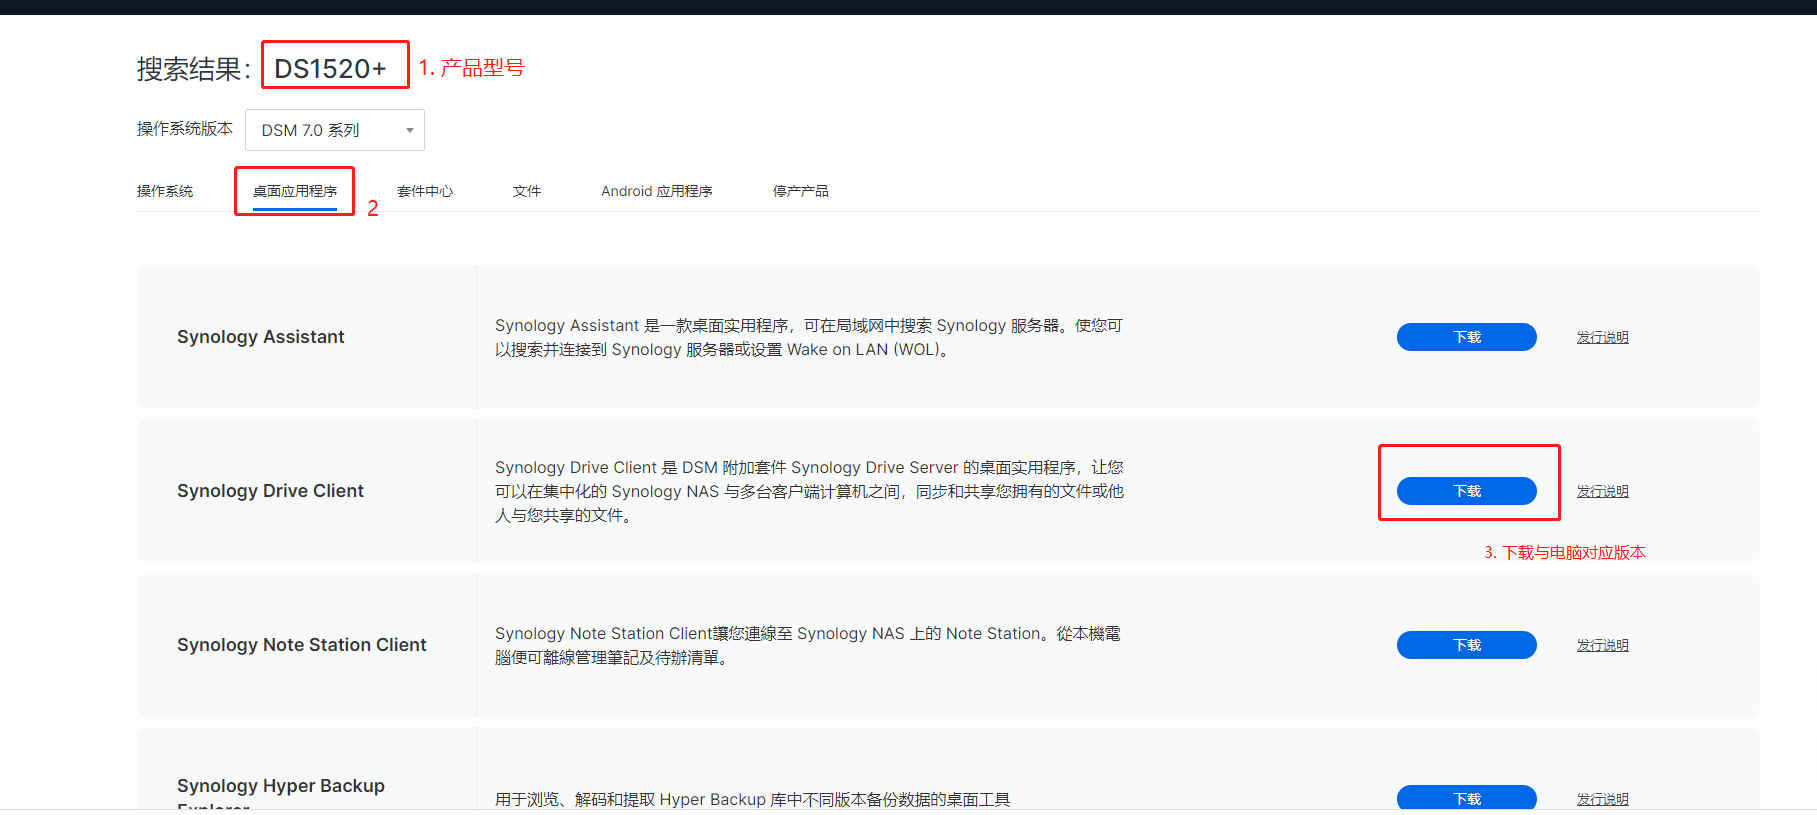 搜索结果： DS1520+ 1. 产品型号
操作系统版本 DSM 7.0 系列
操作系统 桌面应用程序 2 套件中心 文件 Android 应用程序 停产产品
Synology Assistant
Synology Assistant 是一款桌面实用程序，可在局域网中搜索 Synology 服务器。使您可
以搜索并连接到 Synology 服务器或设置 Wake on LAN (WOL)。
下载 发行说明
Synology Drive Client
Synology Drive Client 是 DSM 附加套件 Synology Drive Server 的桌面实用程序，让您
可以在集中化的 Synology NAS 与多台客户端计算机之间，同步和共享您拥有的文件或他
人与您共享的文件。
下载 发行说明
3. 下载与电脑对应版本
Synology Note Station Client
Synology Note Station Client讓您連線至 Synology NAS 上的 Note Station。從本機電
腦便可離線管理筆記及待辦清單。
下载 发行说明
Synology Hyper Backup
Explorer
用于浏览、解码和提取 Hyper Backup 库中不同版本备份数据的桌面工具
下载 发行说明